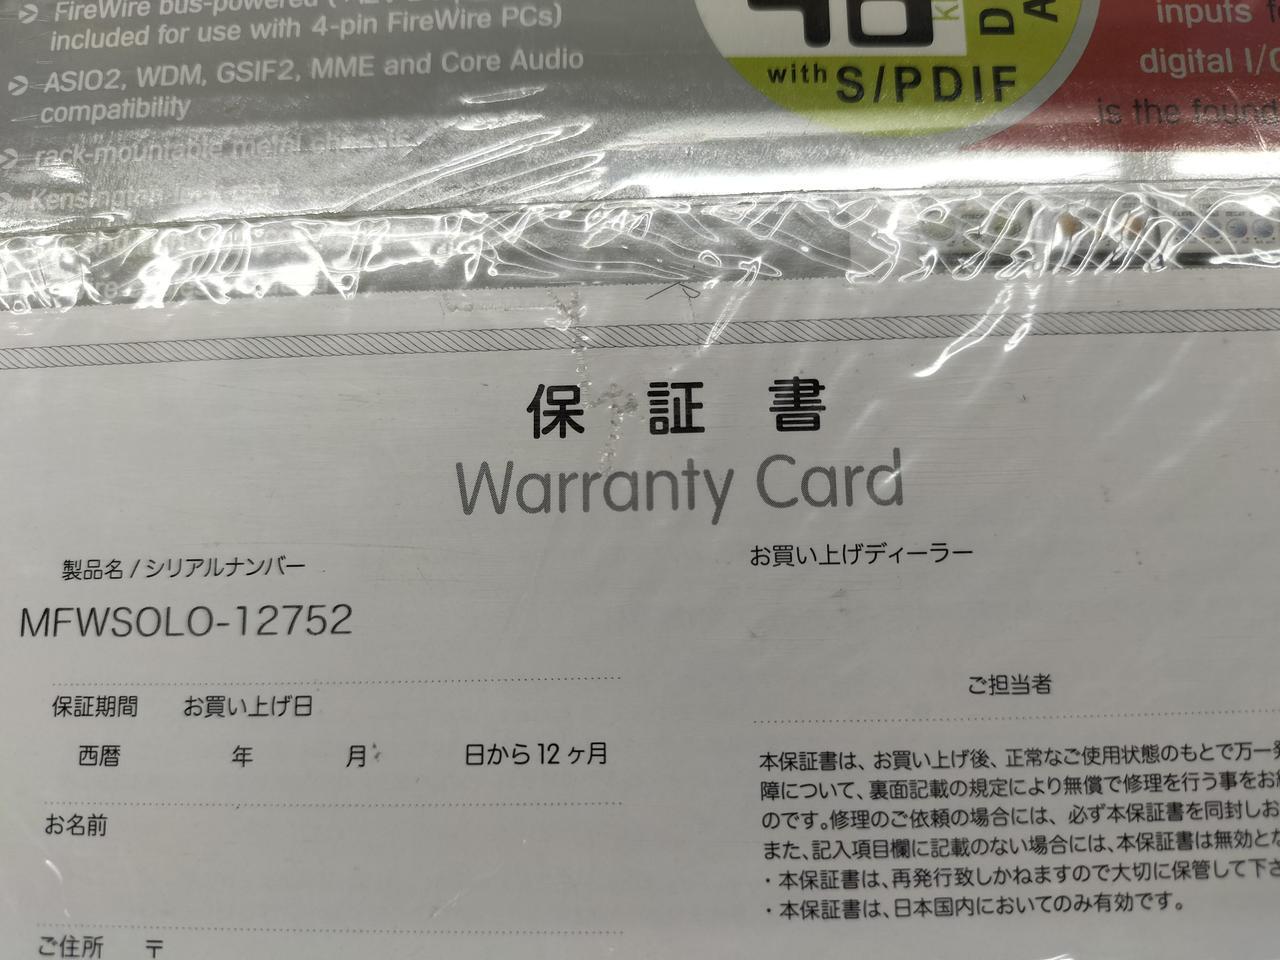 FireWire bus-powered
included for use with 4-pin FireWire PCs)
ASIO2, WDM, GSIF2, MME and Core Audio
compatibility
rack-mountable metal
Kensington
with S/PDIF
inputs
digital I/O
is the found
保証書
Warranty Card
製品名 / シリアルナンバー
MFWSOLO-12752
保証期間 お買い上げ日
西暦 年 月 日から12ヶ月
お名前
ご住所 〒
お買い上げディーラー
ご担当者
本保証書は、お買い上げ後、正常なご使用状態のもとで万一発
障について、裏面記載の規定により無償で修理を行う事をお
のです。修理のご依頼の場合には、必ず本保証書を同封しお
また、記入項目欄に記載のない場合には、本保証書は無効とな
・本保証書は、再発行致しかねますので大切に保管して下さ
・本保証書は、日本国内においてのみ有効です。